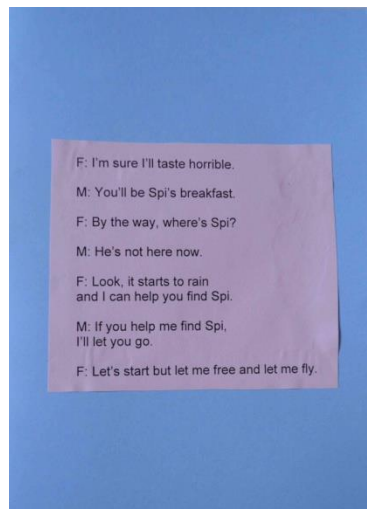 F: I'm sure I'll taste horrible.
M: You'll be Spi's breakfast.
F: By the way, where's Spi?
M: He's not here now.
F: Look, it starts to rain
and I can help you find Spi.
M: If you help me find Spi,
I'll let you go.
F: Let's start but let me free and let me fly.